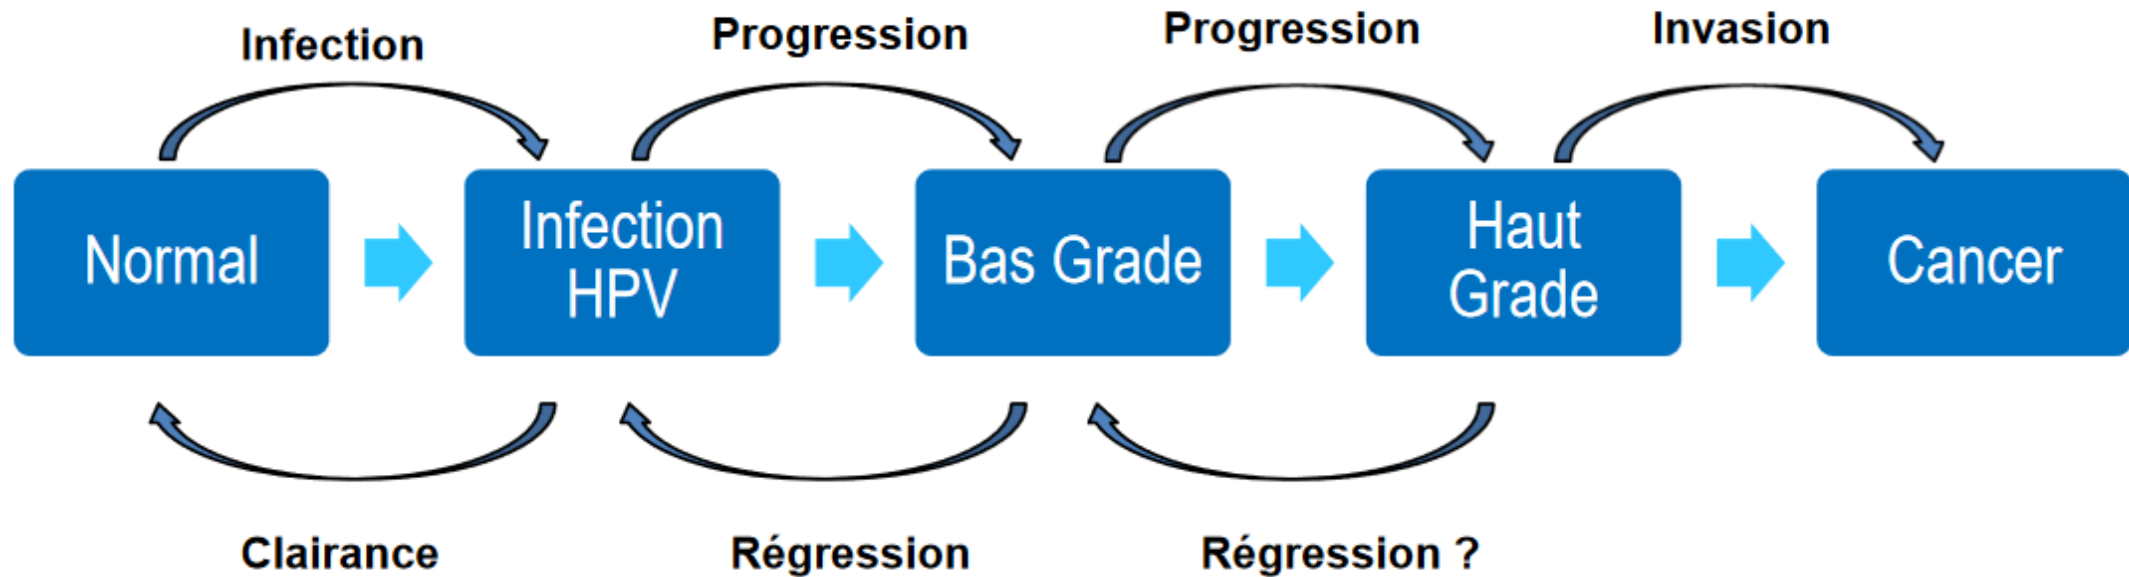 Infection
Progression
Progression
Invasion
Normal
Infection
HPV
Bas Grade
Haut
Grade
Cancer
Clairance
Régression
Régression ?